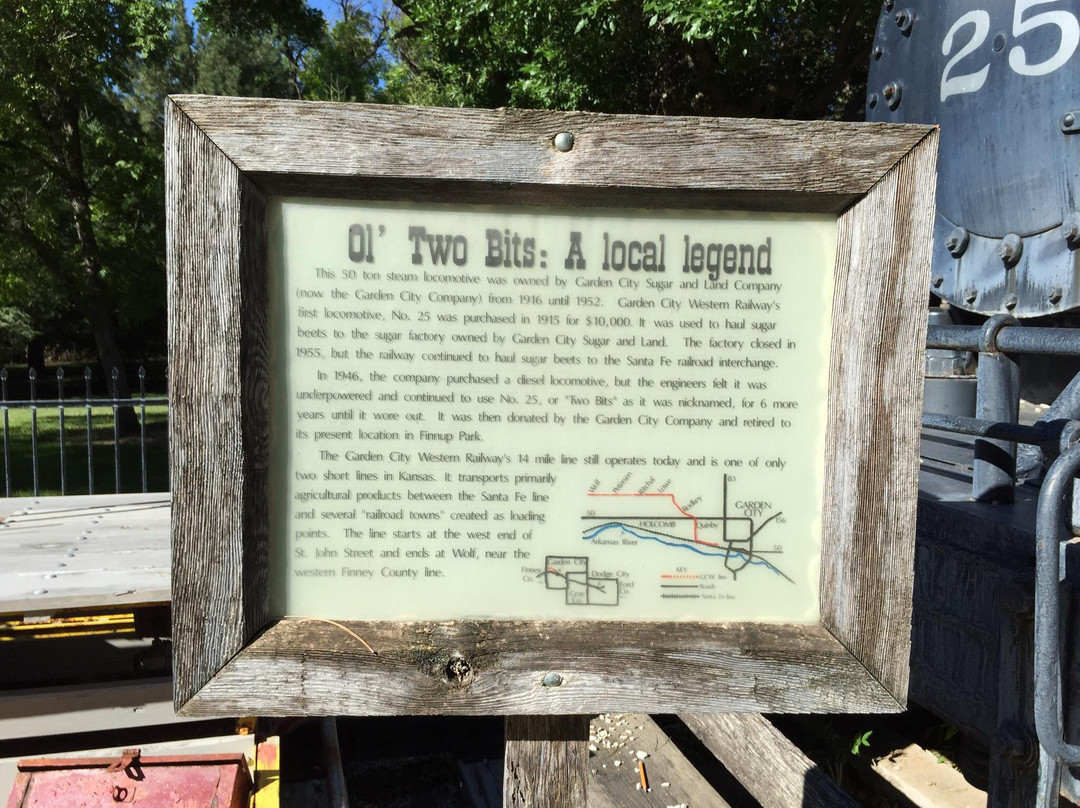 25
Ol' Two Bits: A local legend
This 50 ton steam locomotive was owned by Garden City Sugar and Land Company
(now the Garden City Company) from 1916 until 1952. Garden City Western Railway's
first locomotive, No. 25 was purchased in 1915 for $10,000. It was used to haul sugar
beets to the sugar factory owned by Garden City Sugar and Land. The factory closed in
1955, but the railway continued to haul sugar beets to the Santa Fe railroad interchange.
In 1946, the company purchased a diesel locomotive, but the engineers felt it was
underpowered and continued to use No. 25, or "Two Bits" as it was nicknamed, for 6 more
years until it wore out. It was then donated by the Garden City Company and retired to
its present location in Finnup Park.
The Garden City Western Railway's 14 mile line still operates today and is one of only
two short lines in Kansas. It transports primarily
agricultural products between the Santa Fe line
and several "railroad towns" created as loading
points. The line starts at the west end of
St. John Street and ends at Wolf, near the
western Finney County line.
Wolf
Peterson
Lowe
Rodkey
83
GARDEN
CITY
156
50
HOLCOMB
Quinby
Arkansas River
50
Garden City
Finney
Co.
Dodge City
Ford
Co.
Gray
Co.
KEY
GCW line
Roads
Santa Fe line